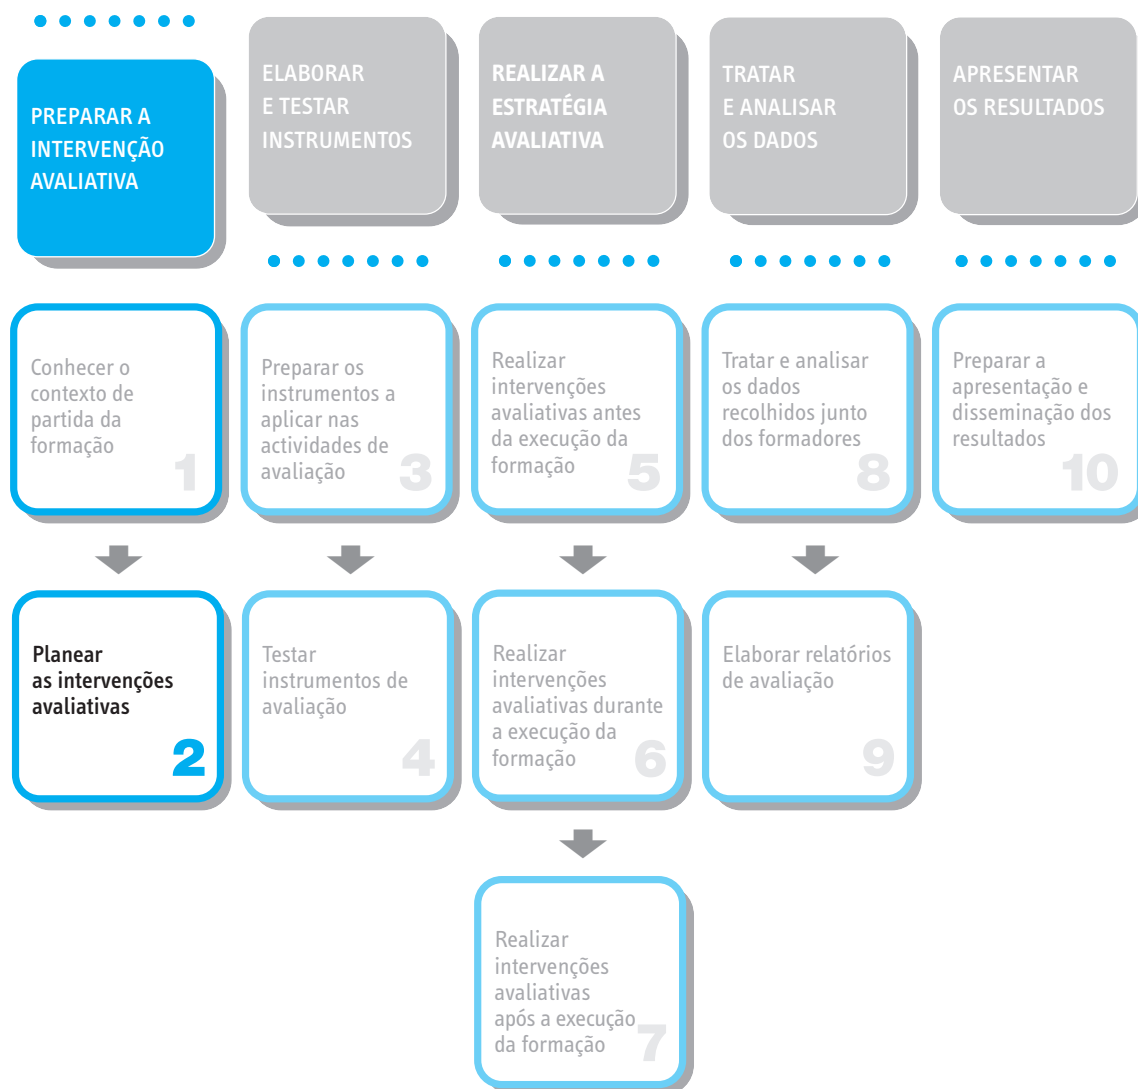 PREPARAR A
INTERVENÇÃO
AVALIATIVA
ELABORAR
E TESTAR
INSTRUMENTOS
REALIZAR A
ESTRATÉGIA
AVALIATIVA
TRATAR
E ANALISAR
OS DADOS
APRESENTAR
OS RESULTADOS
Conhecer o
contexto de
partida da
formação
1
Preparar os
instrumentos a
aplicar nas
actividades de
avaliação
3
Realizar
intervenções
avaliativas antes
da execução da
formação
5
Tratar e analisar
os dados
recolhidos junto
dos formadores
8
Preparar a
apresentação e
disseminação dos
resultados
10
Planear
as intervenções
avaliativas
2
Testar
instrumentos de
avaliação
4
Realizar
intervenções
avaliativas durante
a execução da
formação
6
Elaborar relatórios
de avaliação
9
Realizar
intervenções
avaliativas
após a execução
da formação
7